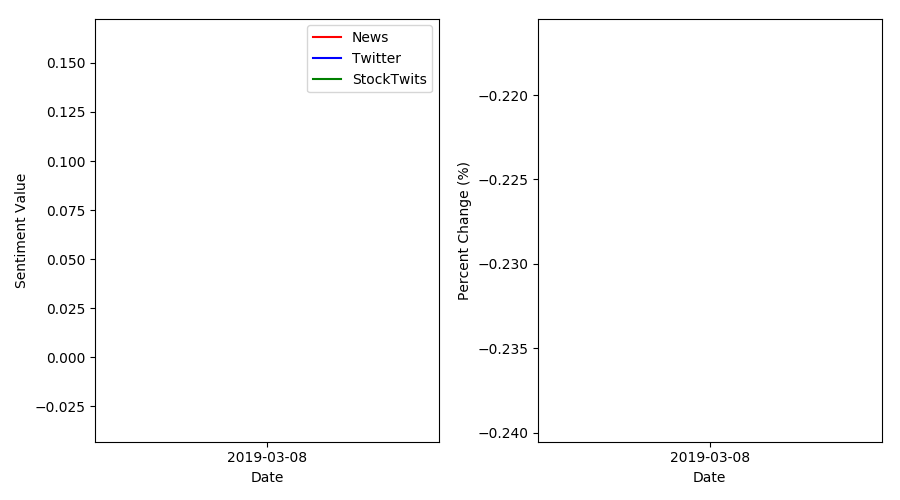 News
Twitter
StockTwits
0.150
0.125
0.100
0.075
0.050
0.025
0.000
−0.025
Sentiment Value
2019-03-08
Date
−0.220
−0.225
−0.230
−0.235
−0.240
Percent Change (%)
2019-03-08
Date